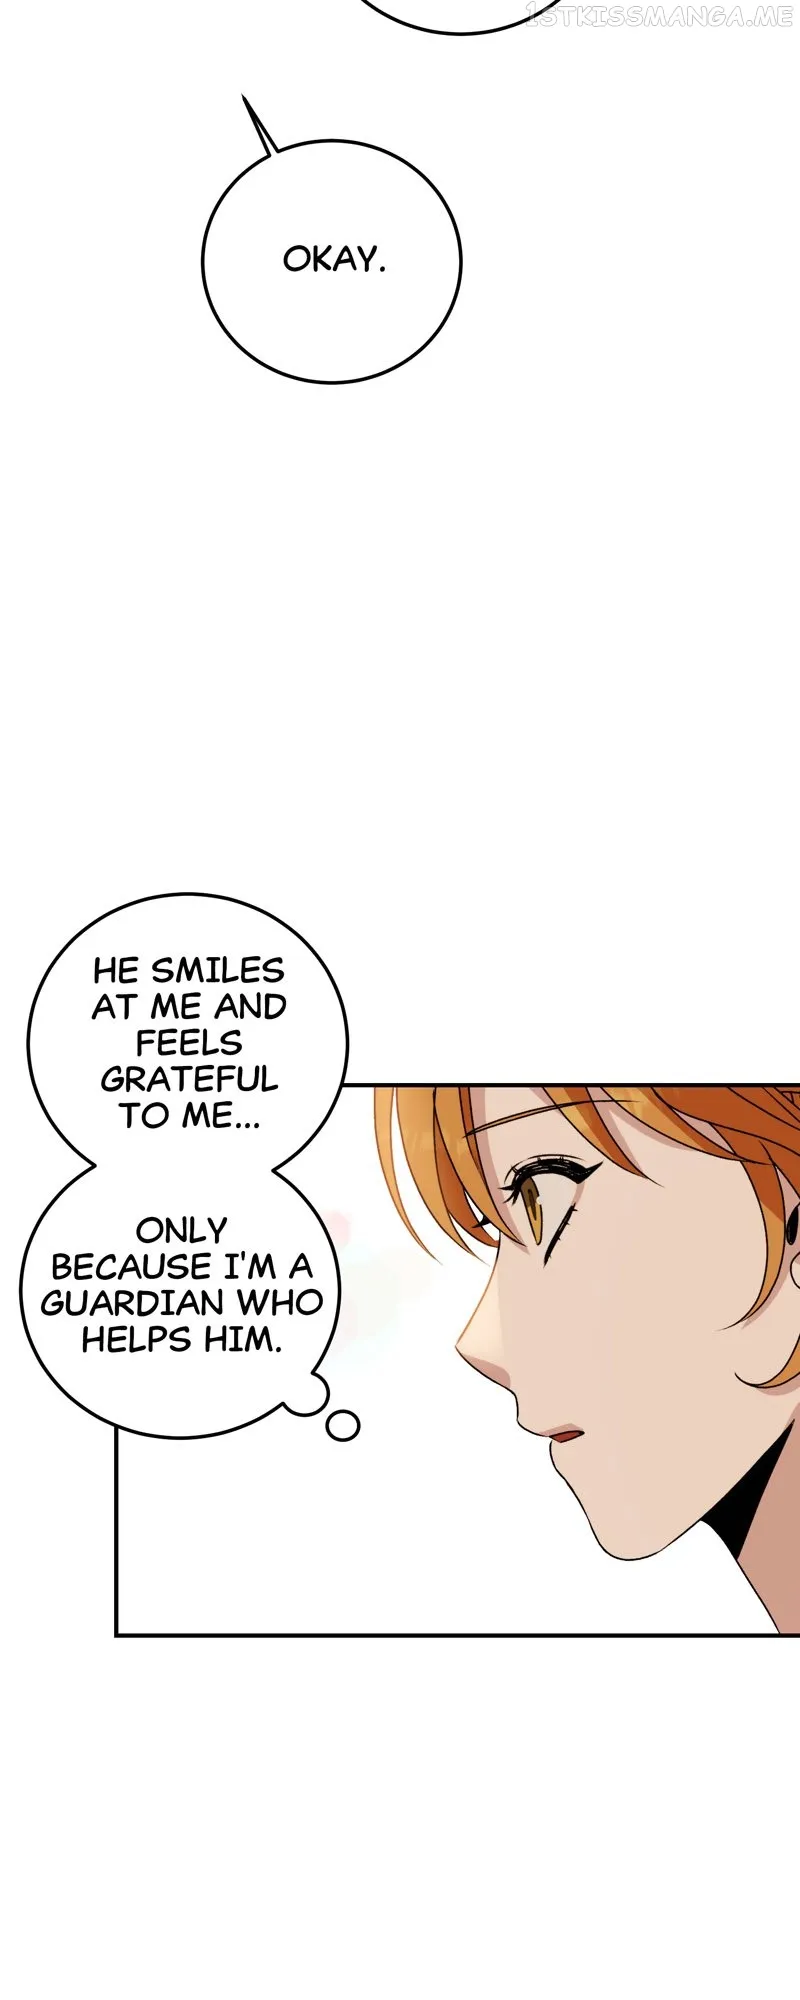 1STKISSMANGA.ME
OKAY.
HE SMILES
AT ME AND
FEELS
GRATEFUL
TO ME...
ONLY
BECAUSE I'M A
GUARDIAN WHO
HELPS HIM.